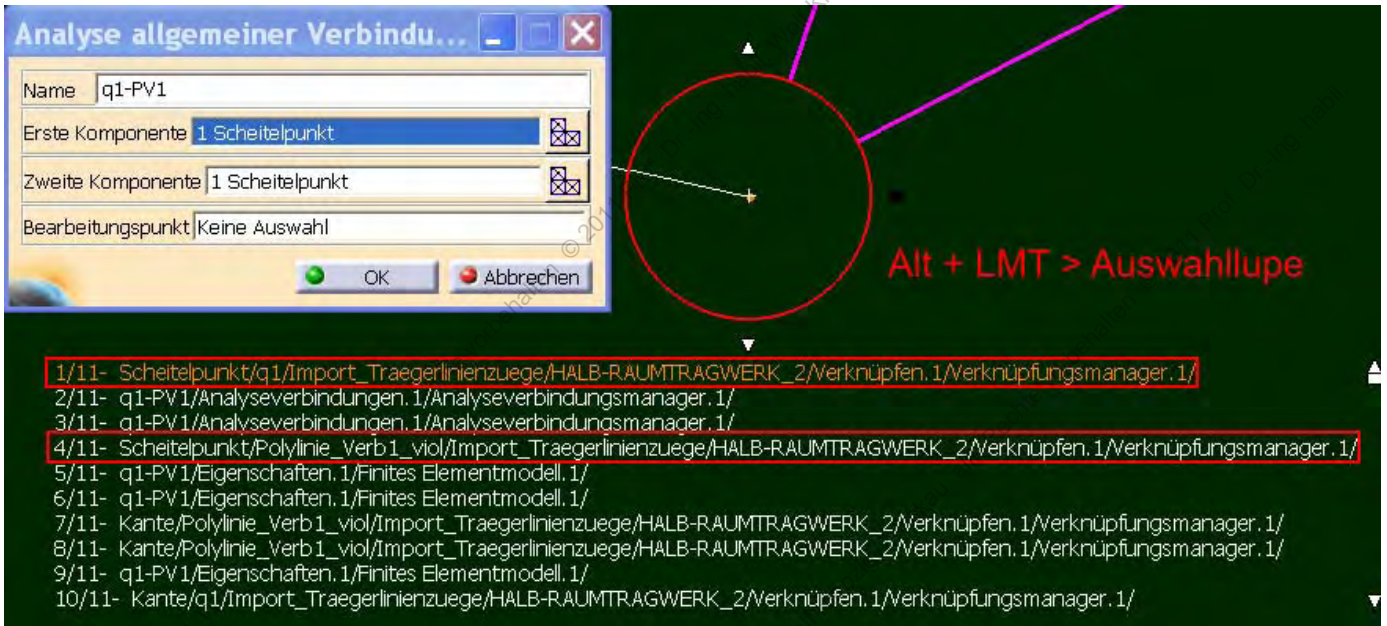 Analyse allgemeiner Verbindu...
Name q1-PV1
Erste Komponente 1 Scheitelpunkt
Zweite Komponente 1 Scheitelpunkt
Bearbeitungspunkt Keine Auswahl
OK Abbrechen
Alt + LMT > Auswahllupe
1/11- Scheitelpunkt/q1/Import_Traegerlinienzuege/HALB-RAUMTRAGWERK_2/Verknüpfen.1/Verknüpfungsmanager.1/
2/11- q1-PV1/Analyseverbindungen.1/Analyseverbindungsmanager.1/
3/11- q1-PV1/Analyseverbindungen.1/Analyseverbindungsmanager.1/
4/11- Scheitelpunkt/Polylinie_Verb1_viol/Import_Traegerlinienzuege/HALB-RAUMTRAGWERK_2/Verknüpfen.1/Verknüpfungsmanager.1/
5/11- q1-PV1/Eigenschaften.1/Finites Elementmodell.1/
6/11- q1-PV1/Eigenschaften.1/Finites Elementmodell.1/
7/11- Kante/Polylinie_Verb1_viol/Import_Traegerlinienzuege/HALB-RAUMTRAGWERK_2/Verknüpfen.1/Verknüpfungsmanager.1/
8/11- Kante/Polylinie_Verb1_viol/Import_Traegerlinienzuege/HALB-RAUMTRAGWERK_2/Verknüpfen.1/Verknüpfungsmanager.1/
9/11- q1-PV1/Eigenschaften.1/Finites Elementmodell.1/
10/11- Kante/q1/Import_Traegerlinienzuege/HALB-RAUMTRAGWERK_2/Verknüpfen.1/Verknüpfungsmanager.1/